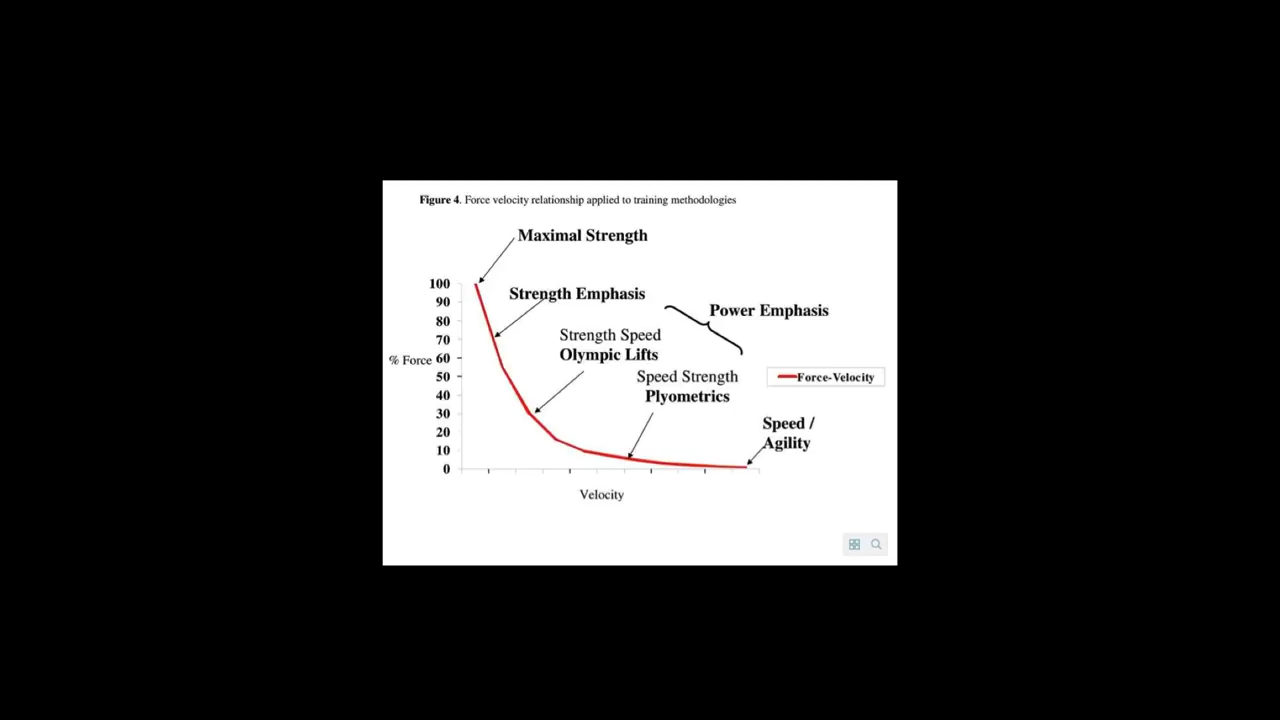 Figure 4. Force velocity relationship applied to training methodologies
Maximal Strength
100
90
80
70
60
50
40
30
20
10
0
% Force
Strength Emphasis
Power Emphasis
Strength Speed
Olympic Lifts
Speed Strength
Plyometrics
Force-Velocity
Speed /
Agility
Velocity